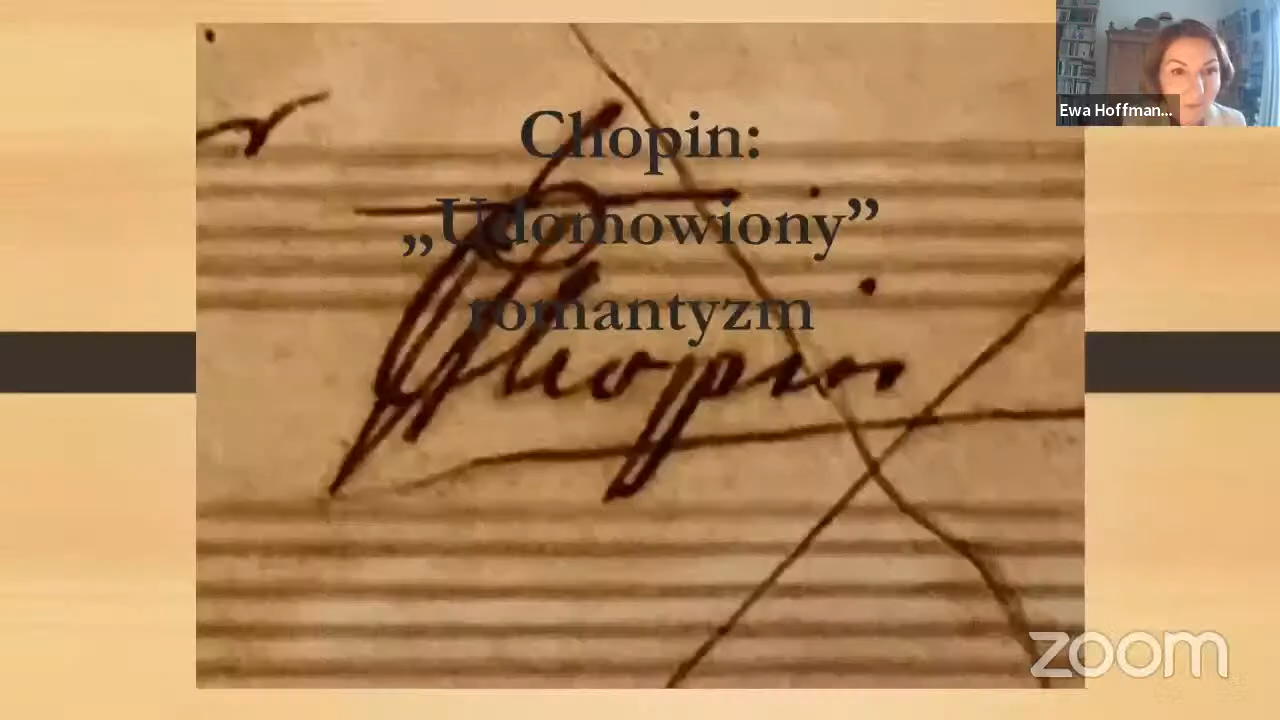 Chopin:
„Udomowiony”
romantyzm
Chopin
Ewa Hoffman...
zoom